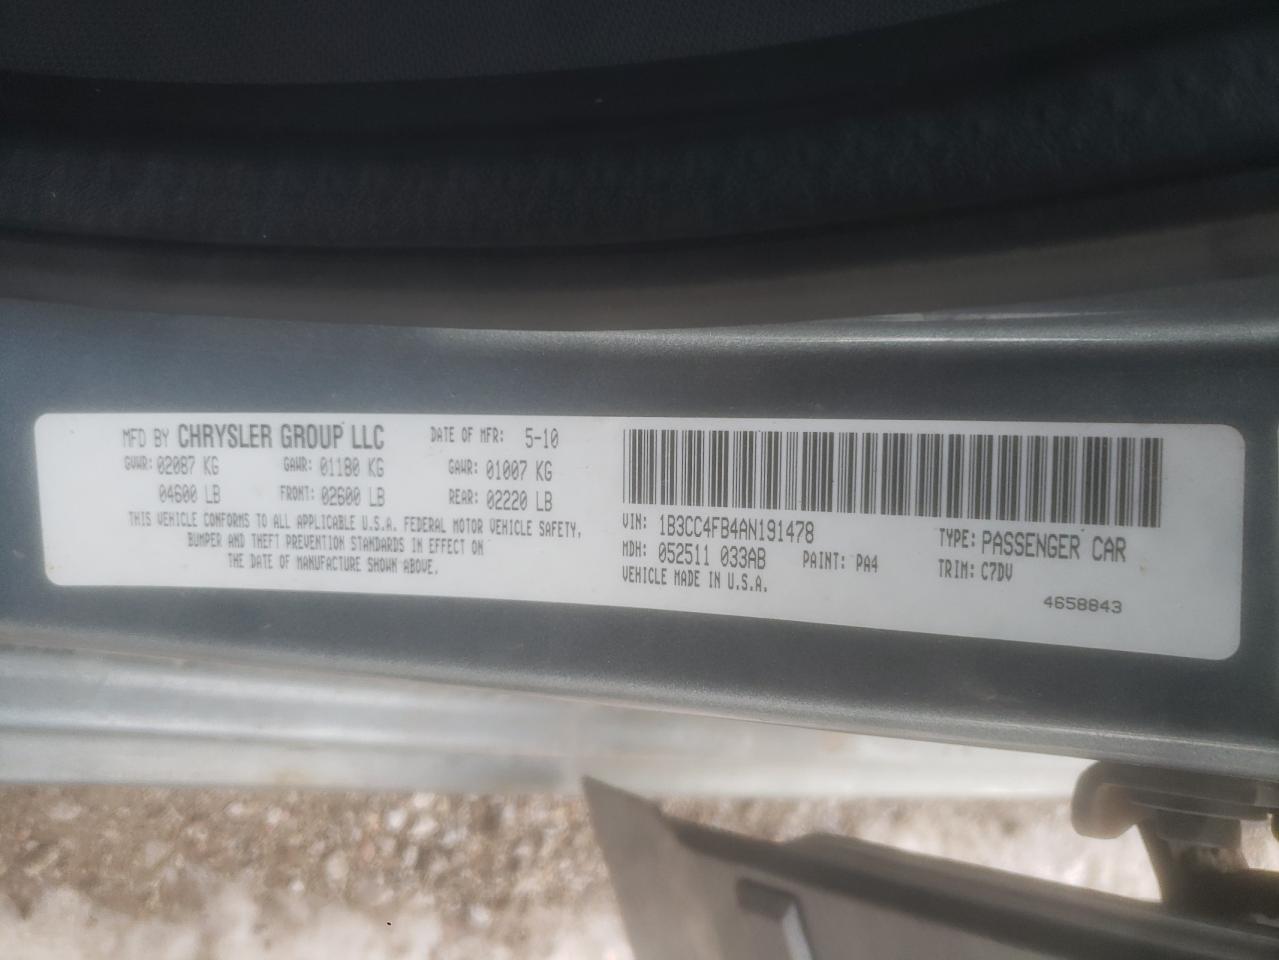 MFD BY CHRYSLER GROUP LLC DATE OF MFR: 5-10
GVWR: 02087 KG GAWR: 01180 KG GAWR: 01007 KG
04600 LB FRONT: 02600 LB REAR: 02220 LB
THIS VEHICLE CONFORMS TO ALL APPLICABLE U.S.A. FEDERAL MOTOR VEHICLE SAFETY,
BUMPER AND THEFT PREVENTION STANDARDS IN EFFECT ON
THE DATE OF MANUFACTURE SHOWN ABOVE.
VIN: 1B3CC4FB4AN191478 TYPE: PASSENGER CAR
MDH: 052511 033AB PAINT: PA4 TRIM: C7DV
VEHICLE MADE IN U.S.A.
4658843